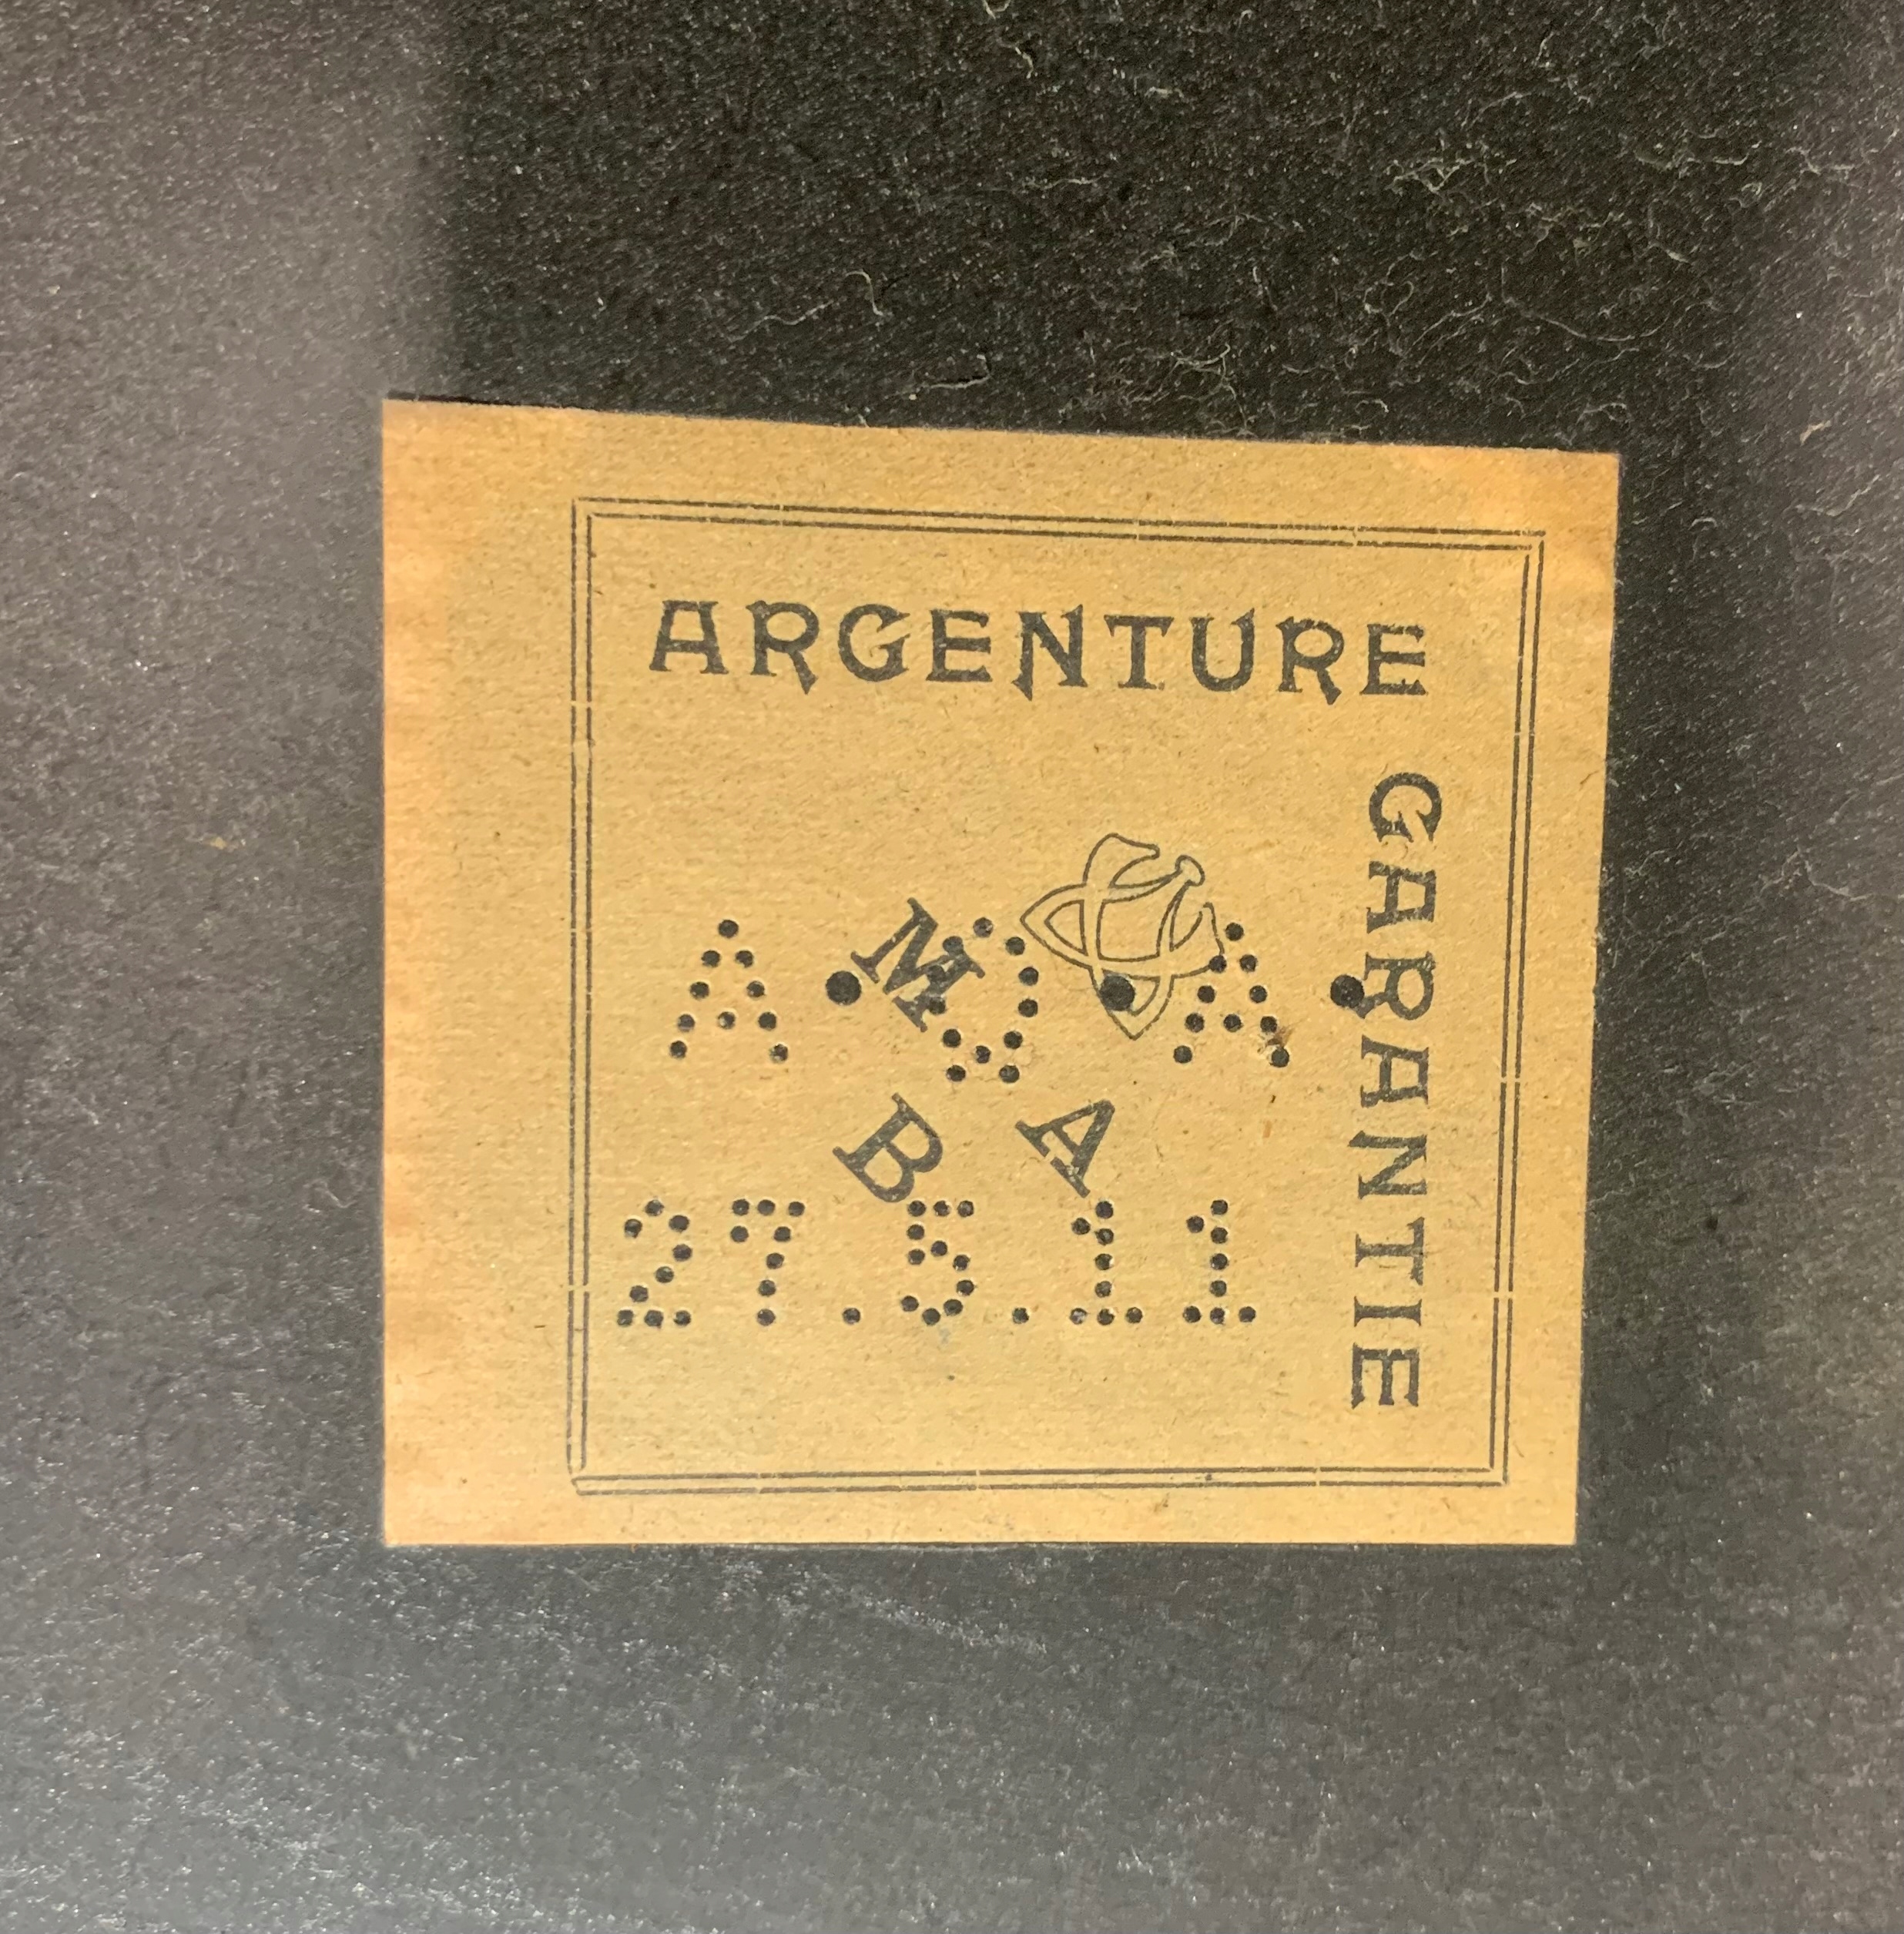 ARGENTURE
GARANTIE
M
B A
27.5.11